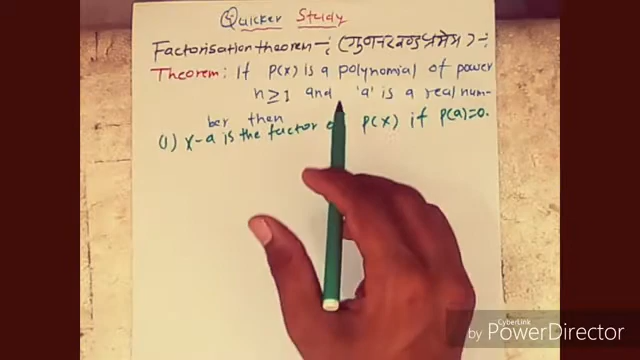 Quicker Study
Factorisation theorem -: (गुणनखण्ड प्रमेय) -:
Theorem: If p(x) is a polynomial of power
n ≥ 1 and 'a' is a real num-
ber then
(1) x-a is the factor of p(x) if p(a)=0.
CyberLink
by PowerDirector